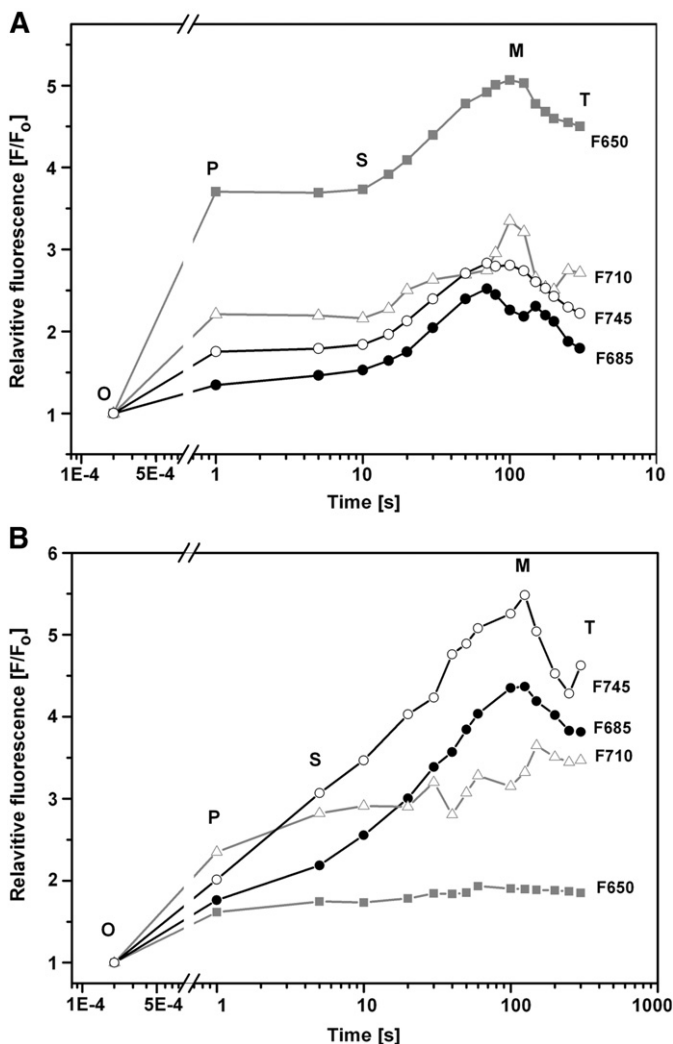 A
Relavitive fluorescence [F/Fo]
5
4
3
2
1
O
P
S
M
T
F650
F710
F745
F685
1E-4 5E-4 1 10 100 10
Time [s]
B
Relavitive fluorescence [F/Fo]
6
5
4
3
2
1
O
P
S
M
T
F745
F685
F710
F650
1E-4 5E-4 1 10 100 1000
Time [s]